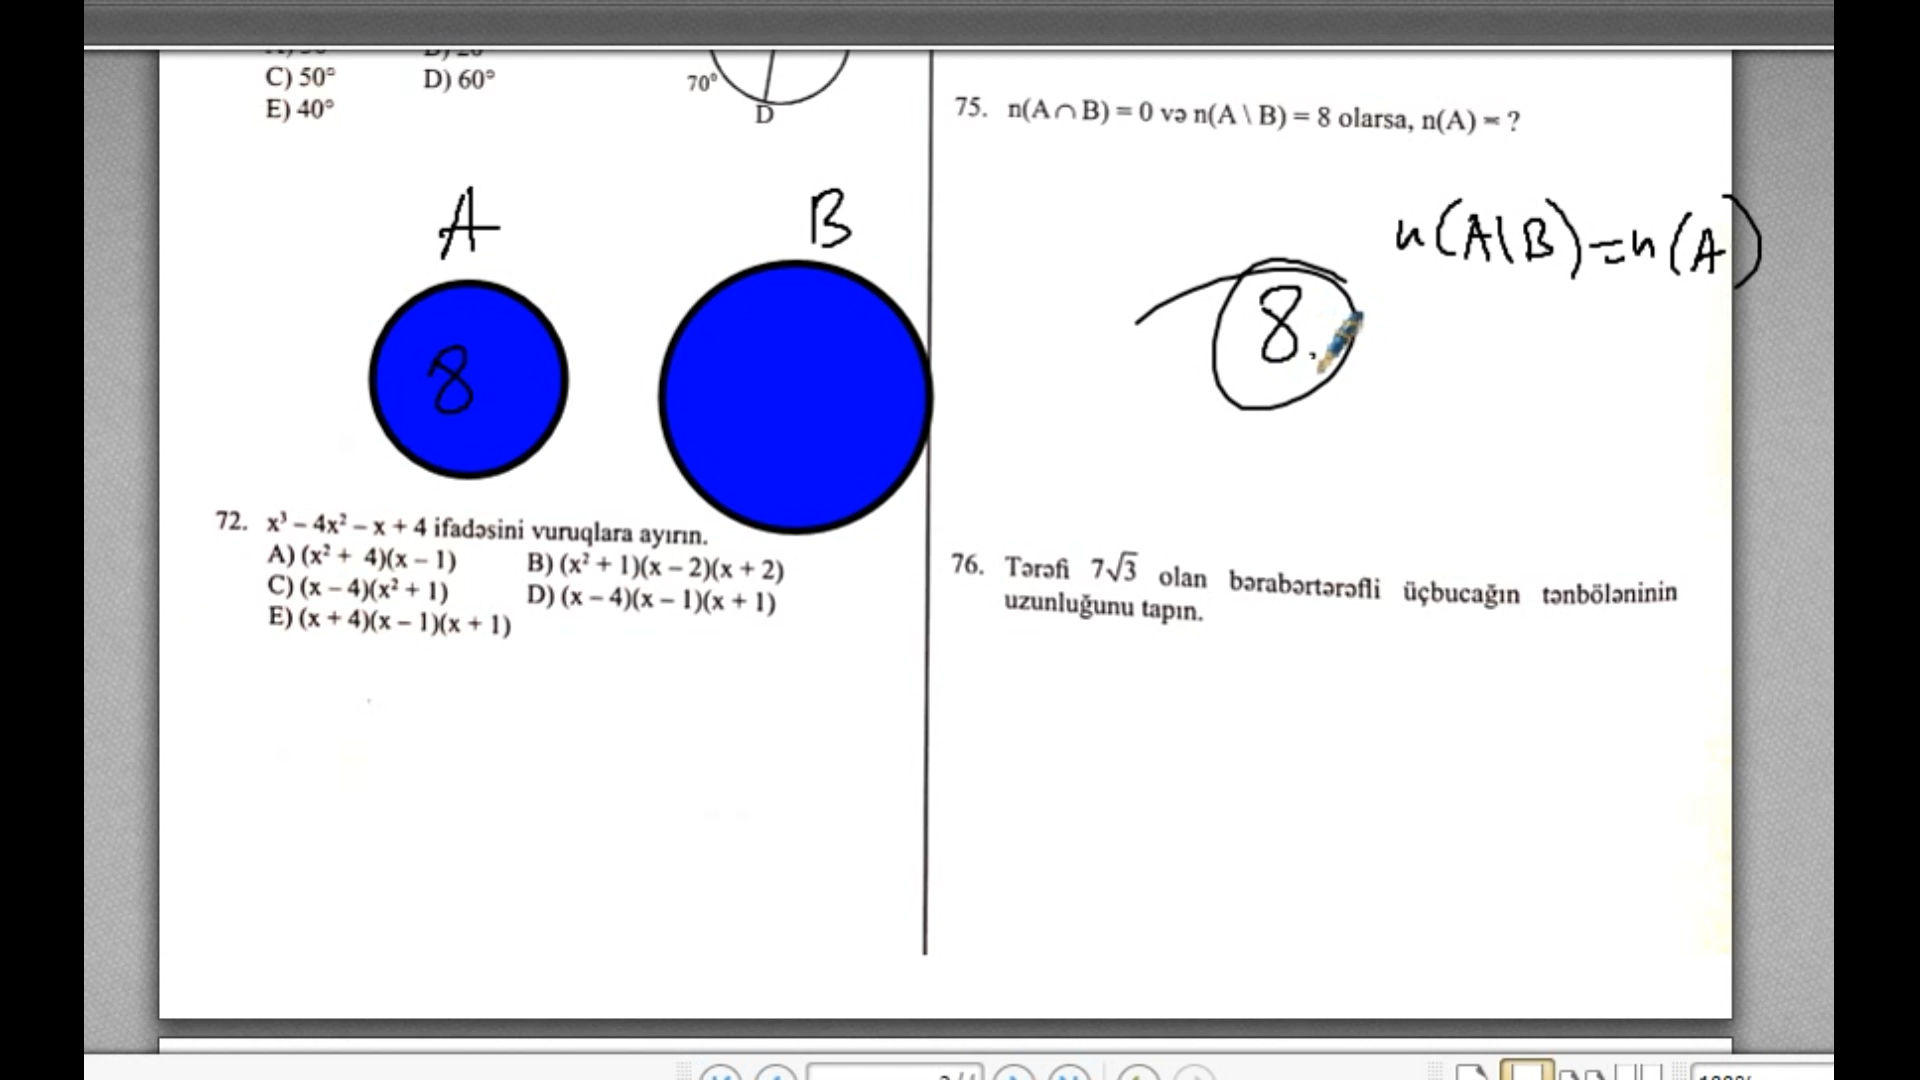 C) 50°
D) 60°
E) 40°
70°
D
A
B
8
72. x³ – 4x² – x + 4 ifadəsini vuruqlara ayırın.
A) (x² + 4)(x – 1)
B) (x² + 1)(x – 2)(x + 2)
C) (x – 4)(x² + 1)
D) (x – 4)(x – 1)(x + 1)
E) (x + 4)(x – 1)(x + 1)
75. n(A∩B) = 0 və n(A \ B) = 8 olarsa, n(A) = ?
n(A\B)=n(A)
8.
76. Tərəfi 7√3 olan bərabərtərəfli üçbucağın tənböləninin
uzunluğunu tapın.